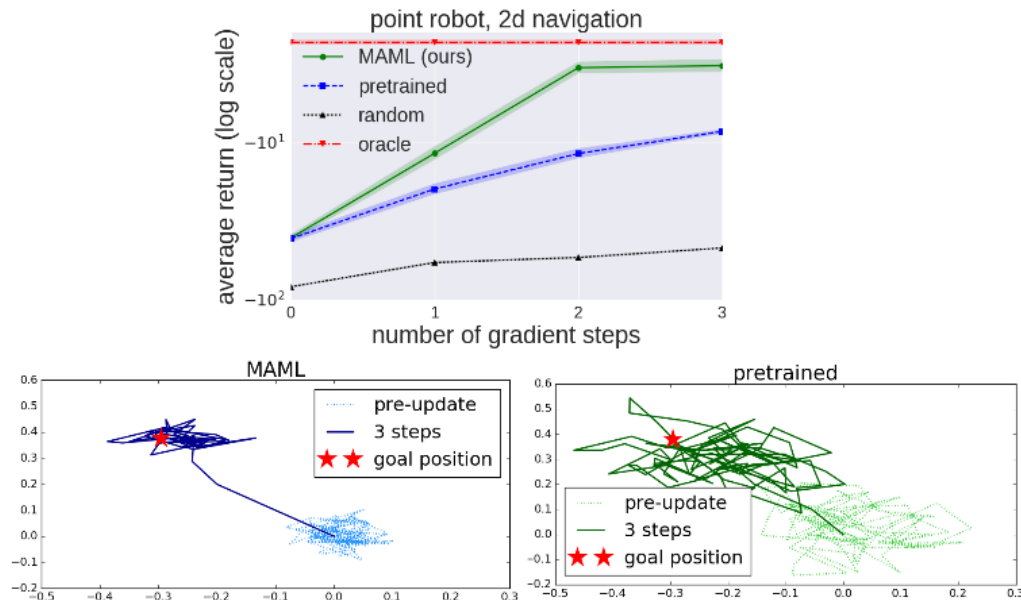 point robot, 2d navigation
average return (log scale)
MAML (ours)
pretrained
random
oracle
−10¹
−10²
0 1 2 3
number of gradient steps
MAML
0.6
0.5
0.4
0.3
0.2
0.1
0.0
−0.1
−0.2
−0.5 −0.4 −0.3 −0.2 −0.1 0.0 0.1 0.2 0.3
pre-update
3 steps
goal position
pretrained
0.6
0.5
0.4
0.3
0.2
0.1
0.0
−0.1
−0.2
−0.5 −0.4 −0.3 −0.2 −0.1 0.0 0.1 0.2 0.3
pre-update
3 steps
goal position